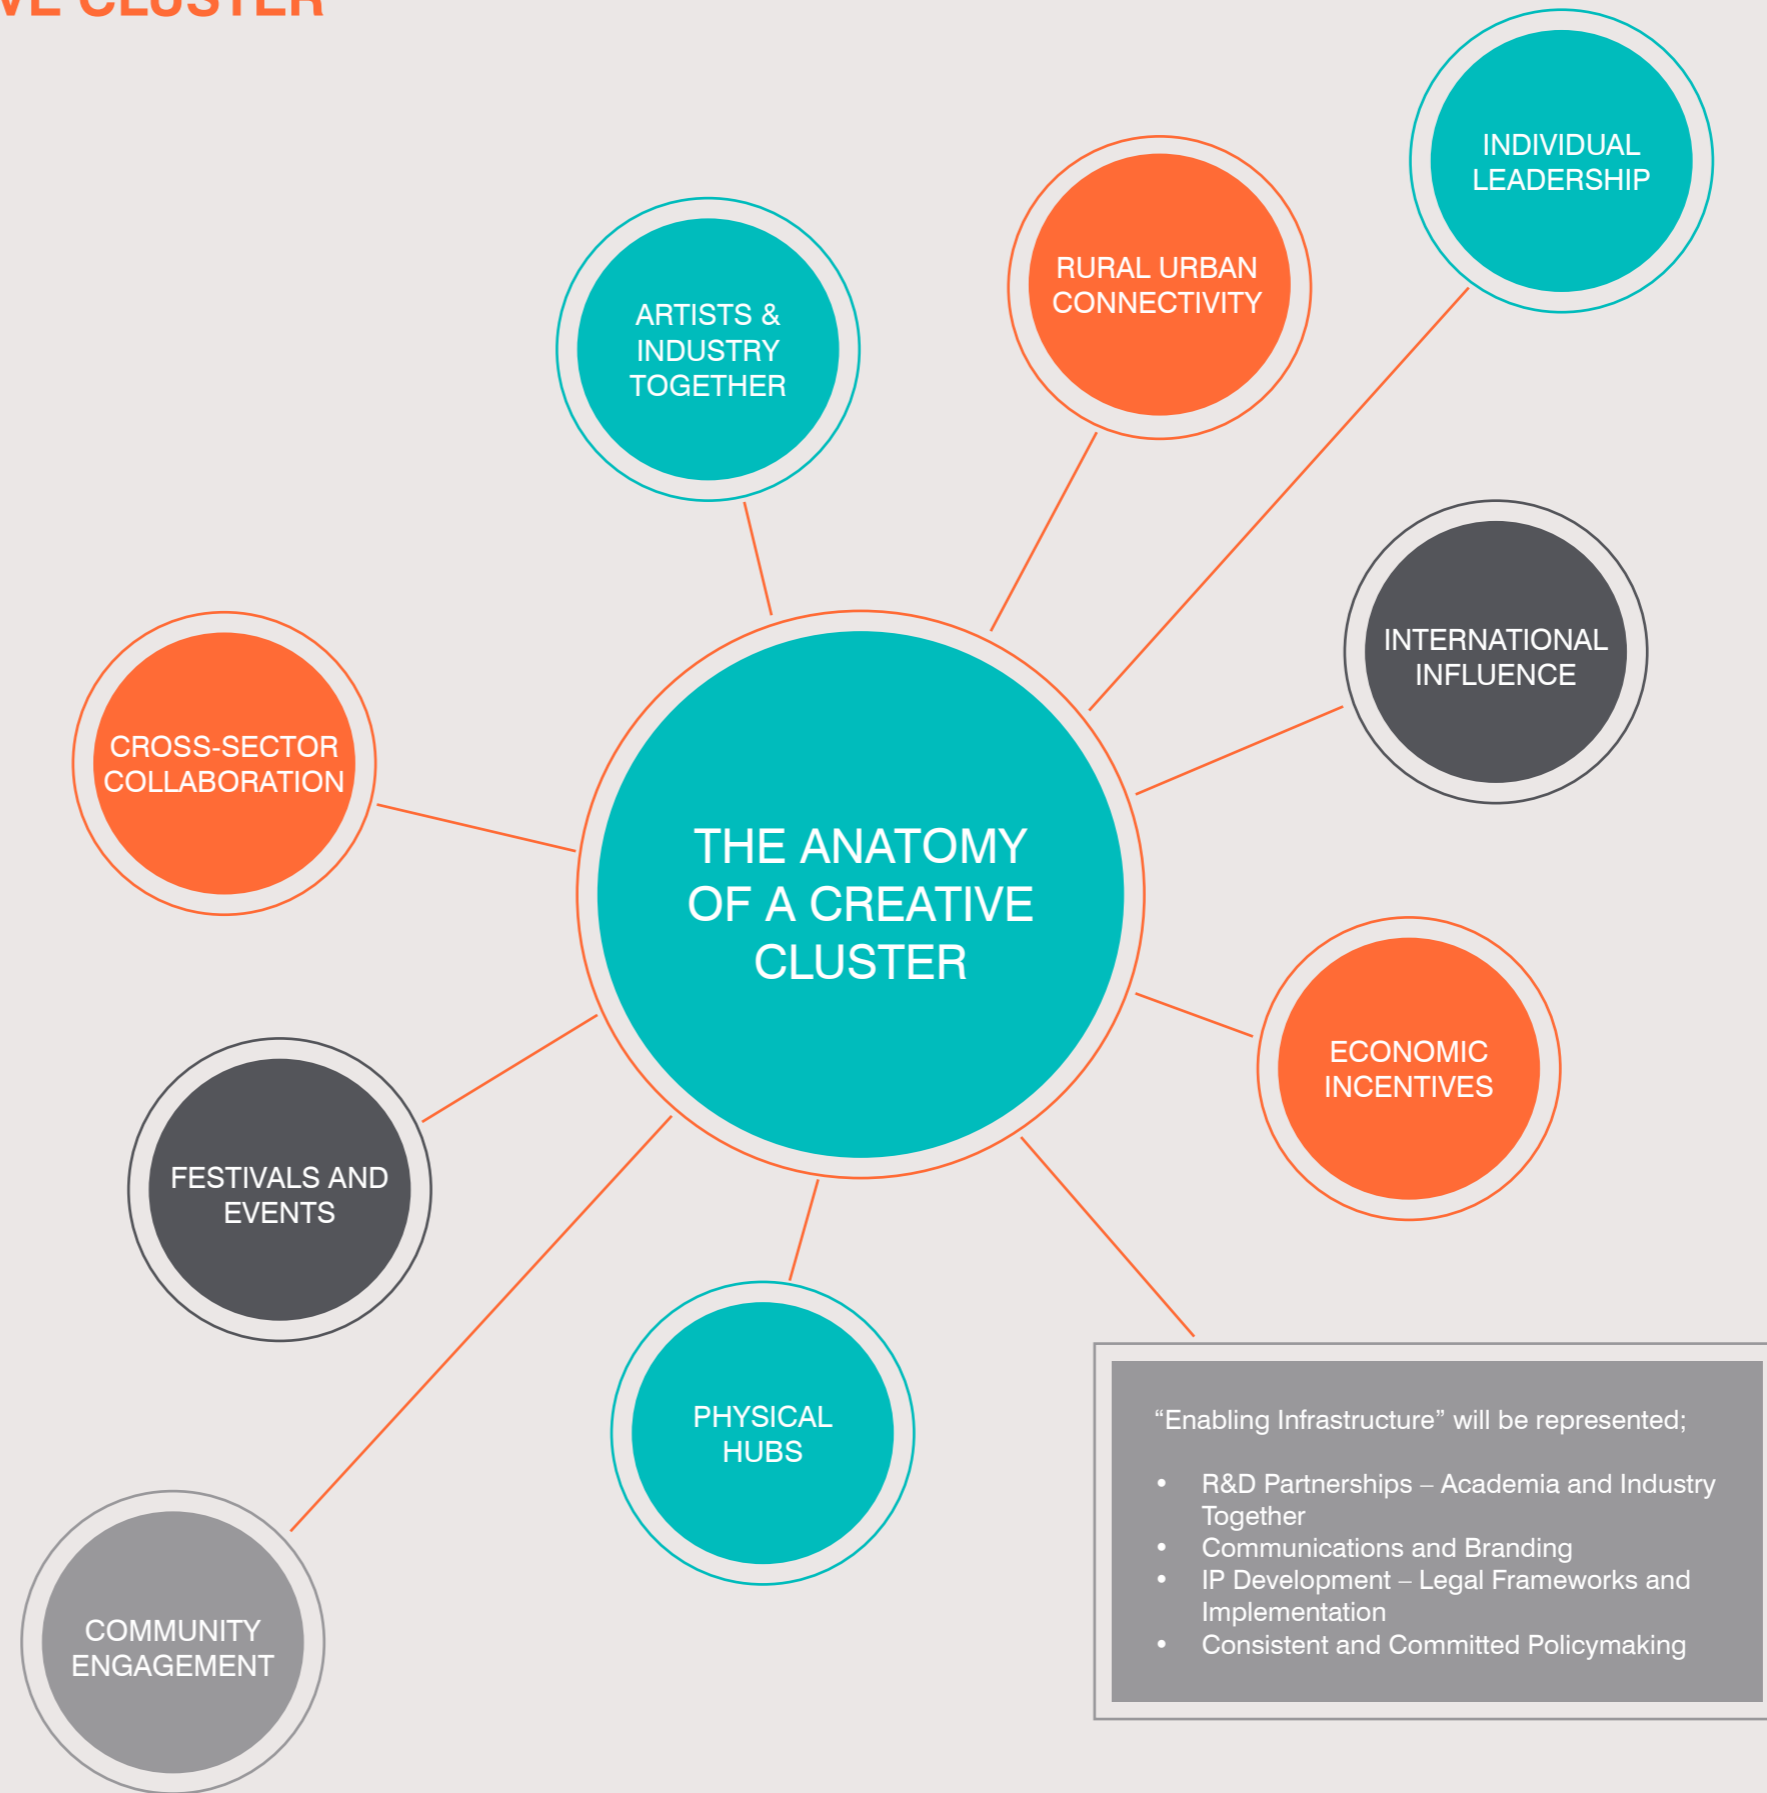 CLUSTER
INDIVIDUAL
LEADERSHIP
RURAL URBAN
CONNECTIVITY
ARTISTS &
INDUSTRY
TOGETHER
INTERNATIONAL
INFLUENCE
CROSS-SECTOR
COLLABORATION
THE ANATOMY
OF A CREATIVE
CLUSTER
ECONOMIC
INCENTIVES
FESTIVALS AND
EVENTS
PHYSICAL
HUBS
“Enabling Infrastructure” will be represented;
• R&D Partnerships – Academia and Industry
Together
• Communications and Branding
• IP Development – Legal Frameworks and
Implementation
• Consistent and Committed Policymaking
COMMUNITY
ENGAGEMENT